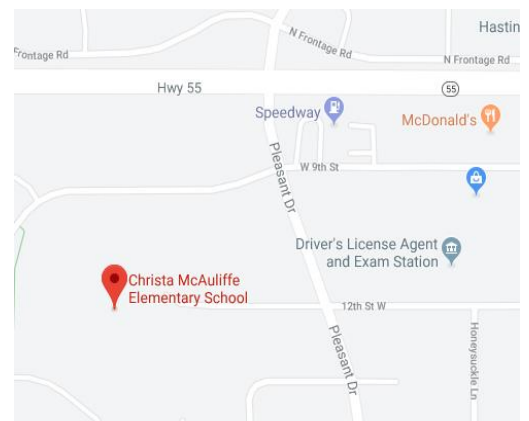 Hastin
N Frontage Rd
Frontage Rd
N Frontage Rd
Hwy 55
55
Speedway
McDonald's
W 9th St
Pleasant Dr
Driver's License Agent
and Exam Station
Christa McAuliffe
Elementary School
12th St W
Pleasant Dr
Honeysuckle Ln